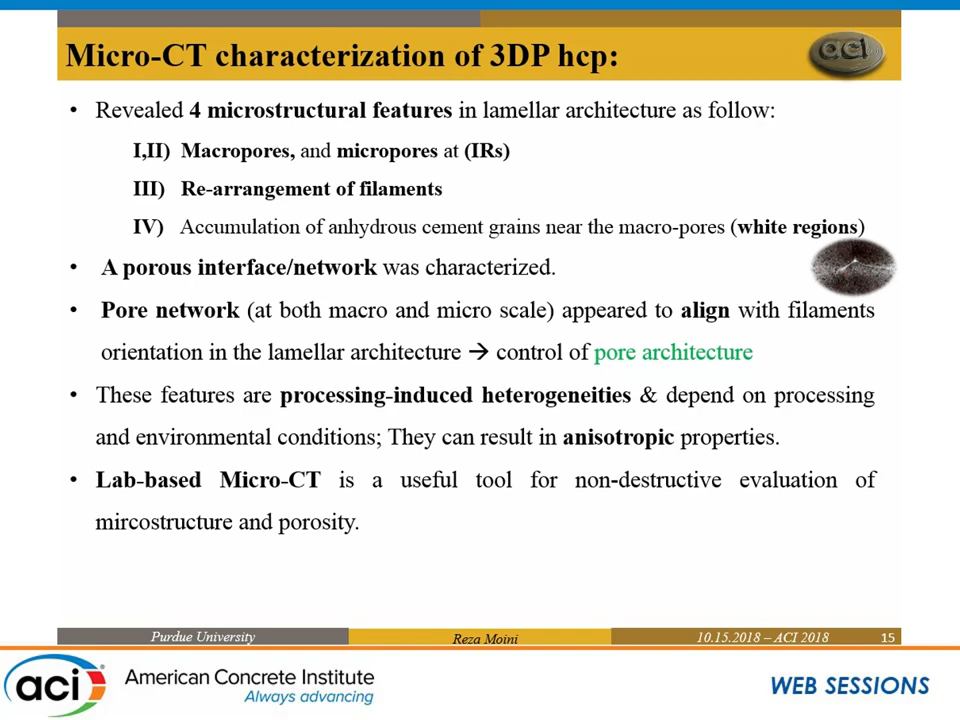 Micro-CT characterization of 3DP hcp:
aci
• Revealed 4 microstructural features in lamellar architecture as follow:
I,II) Macropores, and micropores at (IRs)
III) Re-arrangement of filaments
IV) Accumulation of anhydrous cement grains near the macro-pores (white regions)
• A porous interface/network was characterized.
• Pore network (at both macro and micro scale) appeared to align with filaments
orientation in the lamellar architecture → control of pore architecture
• These features are processing-induced heterogeneities & depend on processing
and environmental conditions; They can result in anisotropic properties.
• Lab-based Micro-CT is a useful tool for non-destructive evaluation of
mircostructure and porosity.
Purdue University
Reza Moini
10.15.2018 – ACI 2018
15
aci
American Concrete Institute
Always advancing
WEB SESSIONS